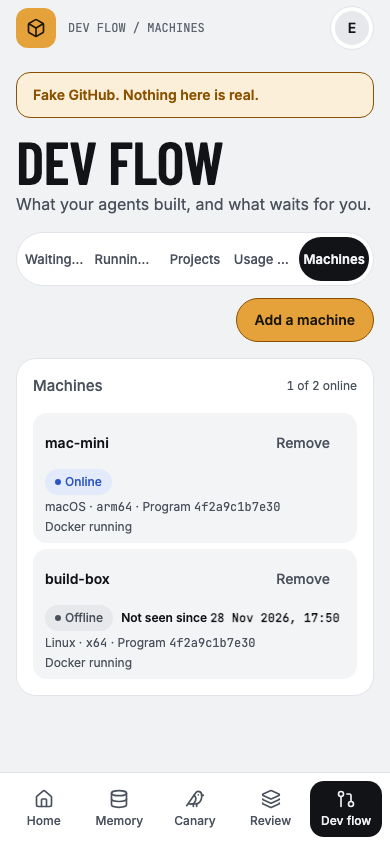 DEV FLOW / MACHINES
E
Fake GitHub. Nothing here is real.
DEV FLOW
What your agents built, and what waits for you.
Waiting... Runnin... Projects Usage ... Machines
Add a machine
Machines 1 of 2 online
mac-mini Remove
Online
macOS · arm64 · Program 4f2a9c1b7e30
Docker running
build-box Remove
Offline Not seen since 28 Nov 2026, 17:50
Linux · x64 · Program 4f2a9c1b7e30
Docker running
Home Memory Canary Review Dev flow